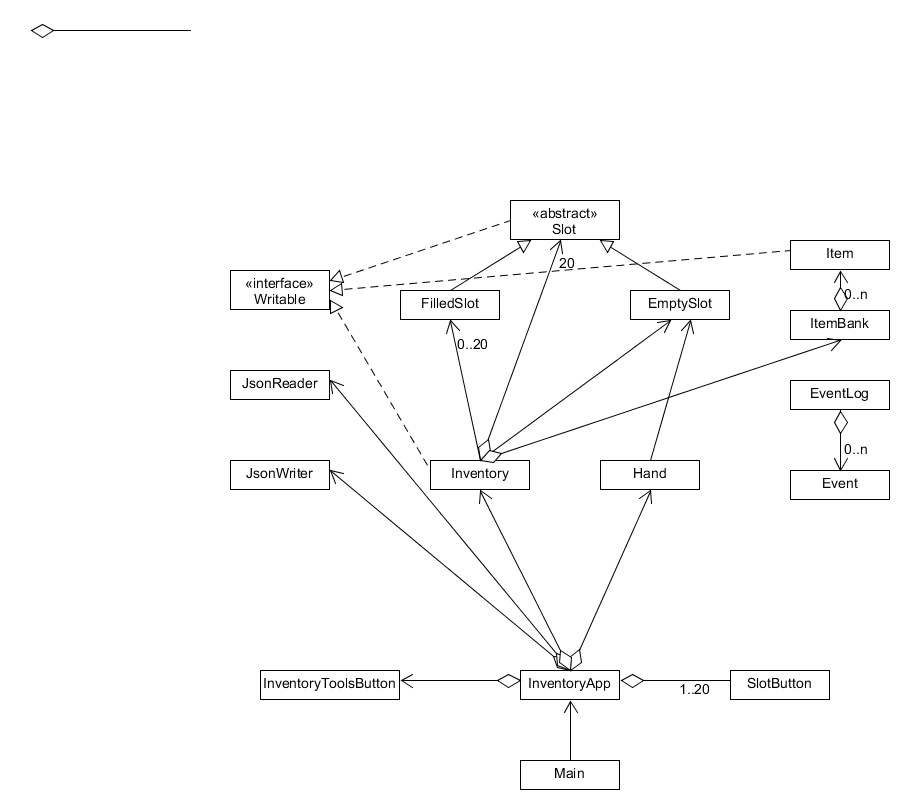 «abstract»
Slot
Item
20
«interface»
Writable
FilledSlot
EmptySlot
0..n
ItemBank
0..20
JsonReader
EventLog
0..n
JsonWriter
Inventory
Hand
Event
InventoryToolsButton
InventoryApp
1..20
SlotButton
Main